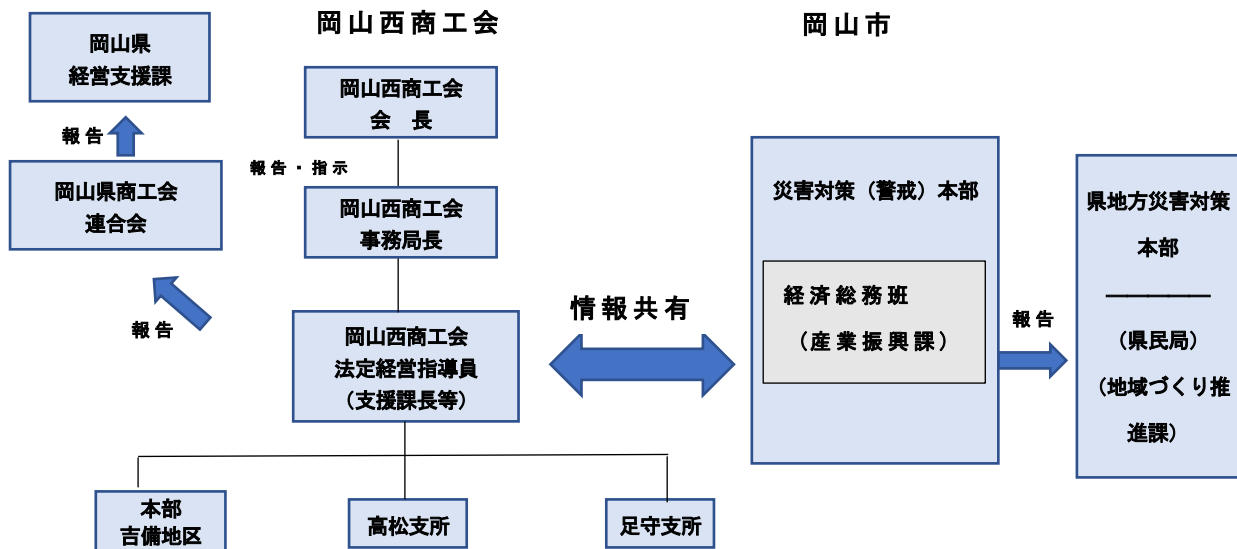 岡山西商工会
岡山市
岡山県
経営支援課
報告
岡山県商工会
連合会
報告
岡山西商工会
会 長
報告・指示
岡山西商工会
事務局長
岡山西商工会
法定経営指導員
（支援課長等）
本部
吉備地区
高松支所
足守支所
情報共有
災害対策（警戒）本部
経済総務班
（産業振興課）
報告
県地方災害対策
本部
（県民局）
（地域づくり推
進課）